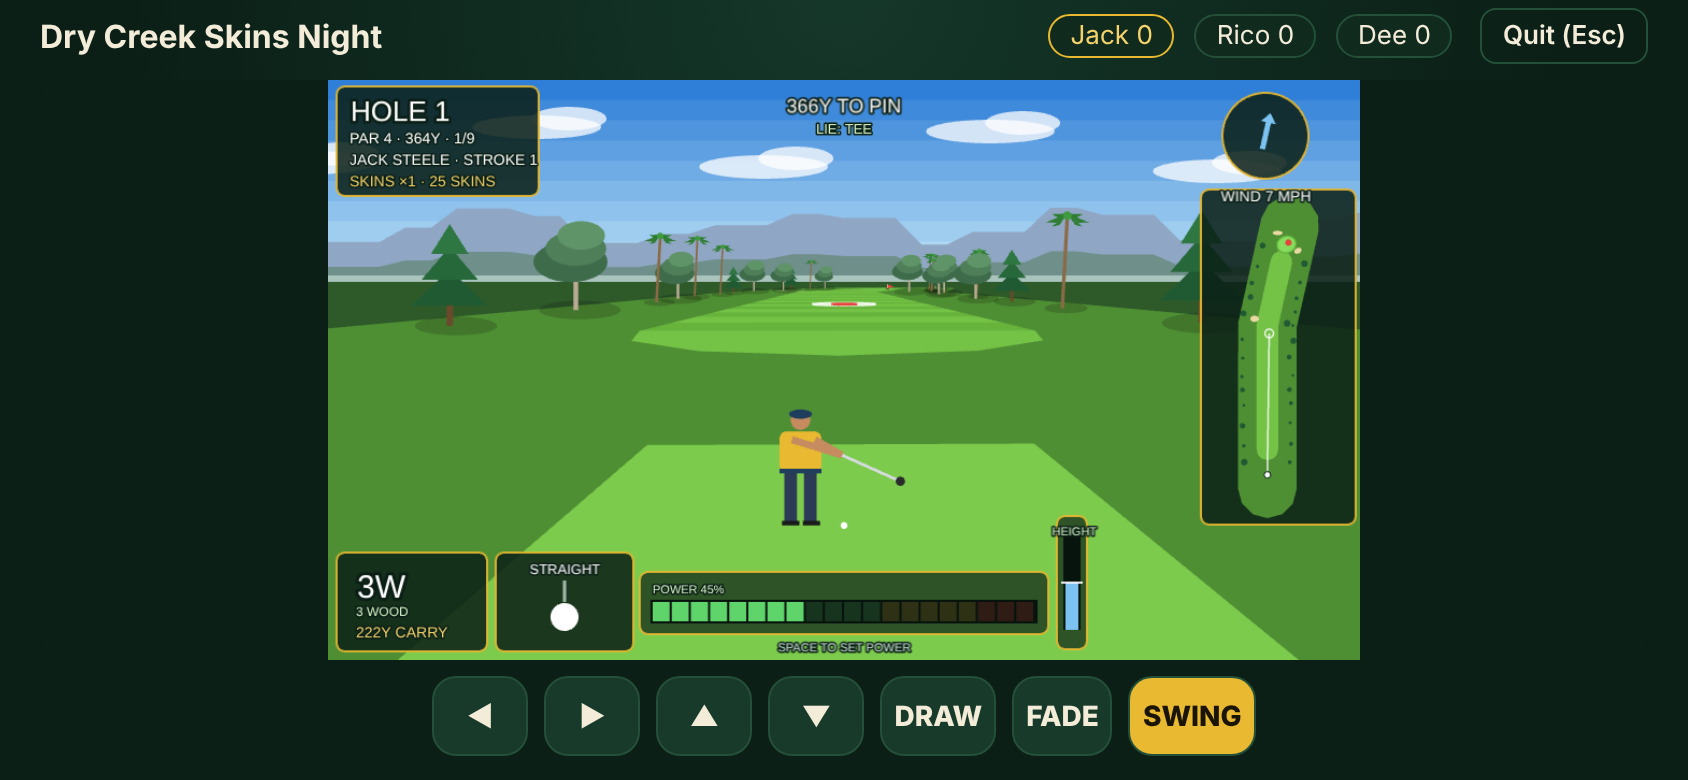 Dry Creek Skins Night
Jack 0
Rico 0
Dee 0
Quit (Esc)
HOLE 1
PAR 4 · 364Y · 1/9
JACK STEELE · STROKE 1
SKINS ×1 · 25 SKINS
366Y TO PIN
LIE: TEE
WIND 7 MPH
HEIGHT
3W
3 WOOD
222Y CARRY
STRAIGHT
POWER 45%
SPACE TO SET POWER
◀ ▶ ▲ ▼ DRAW FADE SWING